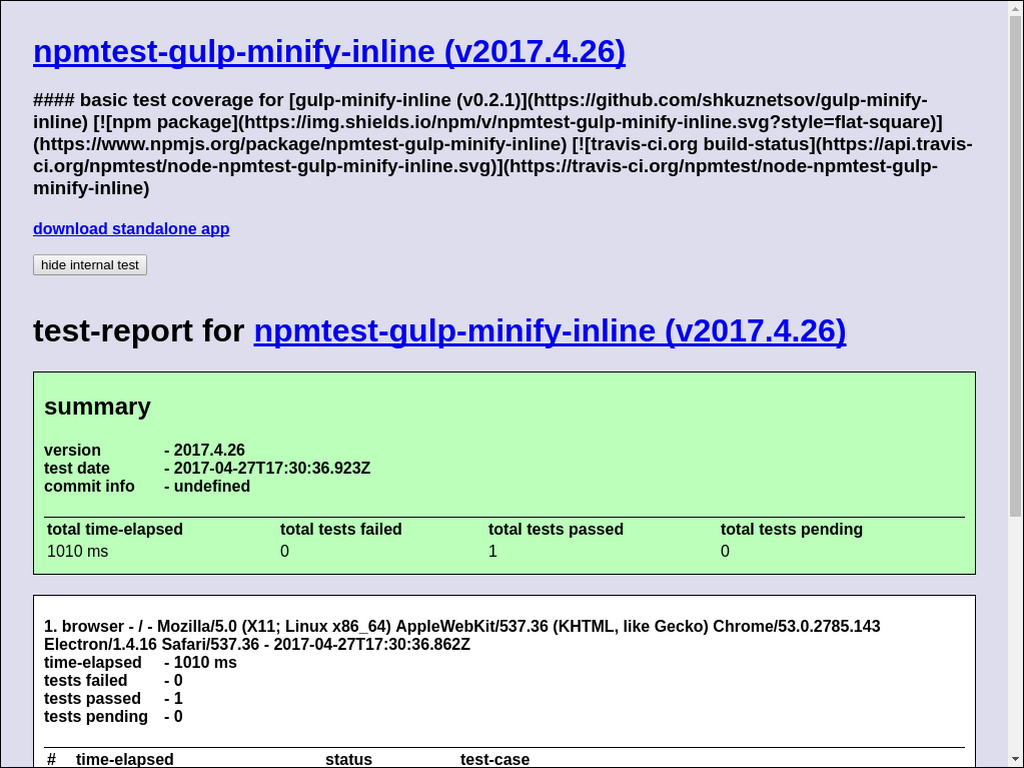 npmtest-gulp-minify-inline (v2017.4.26)
#### basic test coverage for [gulp-minify-inline (v0.2.1)](https://github.com/shkuznetsov/gulp-minify-
inline) [![npm package](https://img.shields.io/npm/v/npmtest-gulp-minify-inline.svg?style=flat-square)]
(https://www.npmjs.org/package/npmtest-gulp-minify-inline) [![travis-ci.org build-status](https://api.travis-
ci.org/npmtest/node-npmtest-gulp-minify-inline.svg)](https://travis-ci.org/npmtest/node-npmtest-gulp-
minify-inline)
download standalone app
hide internal test
test-report for npmtest-gulp-minify-inline (v2017.4.26)
summary
version - 2017.4.26
test date - 2017-04-27T17:30:36.923Z
commit info - undefined
total time-elapsed total tests failed total tests passed total tests pending
1010 ms 0 1 0
1. browser - / - Mozilla/5.0 (X11; Linux x86_64) AppleWebKit/537.36 (KHTML, like Gecko) Chrome/53.0.2785.143
Electron/1.4.16 Safari/537.36 - 2017-04-27T17:30:36.862Z
time-elapsed - 1010 ms
tests failed - 0
tests passed - 1
tests pending - 0
# time-elapsed status test-case